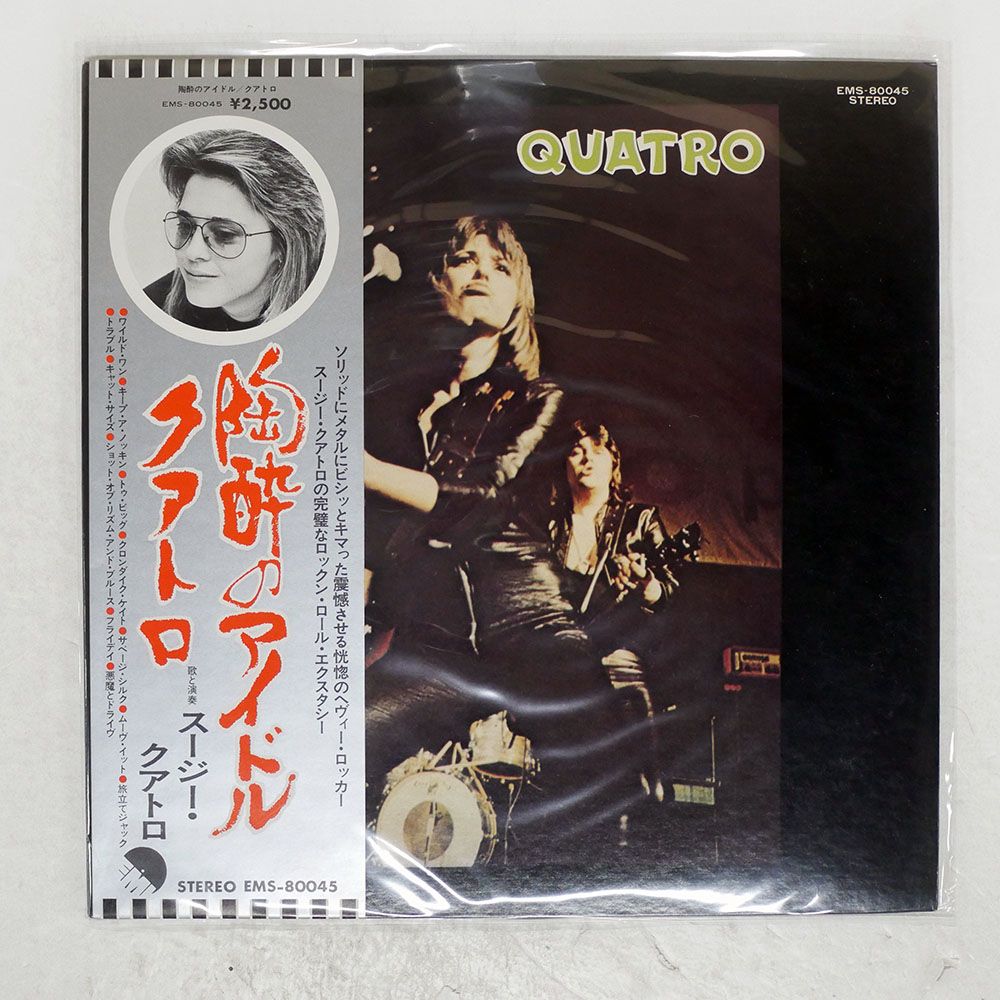 陶酔のアイドル/クアトロ
EMS-80045 ¥2,500
ソリッドにメタルにビシッとキマった震憾させる恍惚のヘヴィー・ロッカー
スージー・クアトロの完璧なロックン・ロール・エクスタシー
陶酔のアイドル
クアトロ
歌と演奏
スージー・
クアトロ
●ワイルド・ワン●キープ・ア・ノッキン●トゥ・ビッグ●クロンダイク・ケイト●サベージ・シルク●ムーヴ・イット●旅立てジャック
●トラブル●キャット・サイズ●ショット・オブ・リズム・アンド・ブルース●フライデイ●悪魔とドライヴ
STEREO EMS-80045
EMS-80045
STEREO
QUATRO